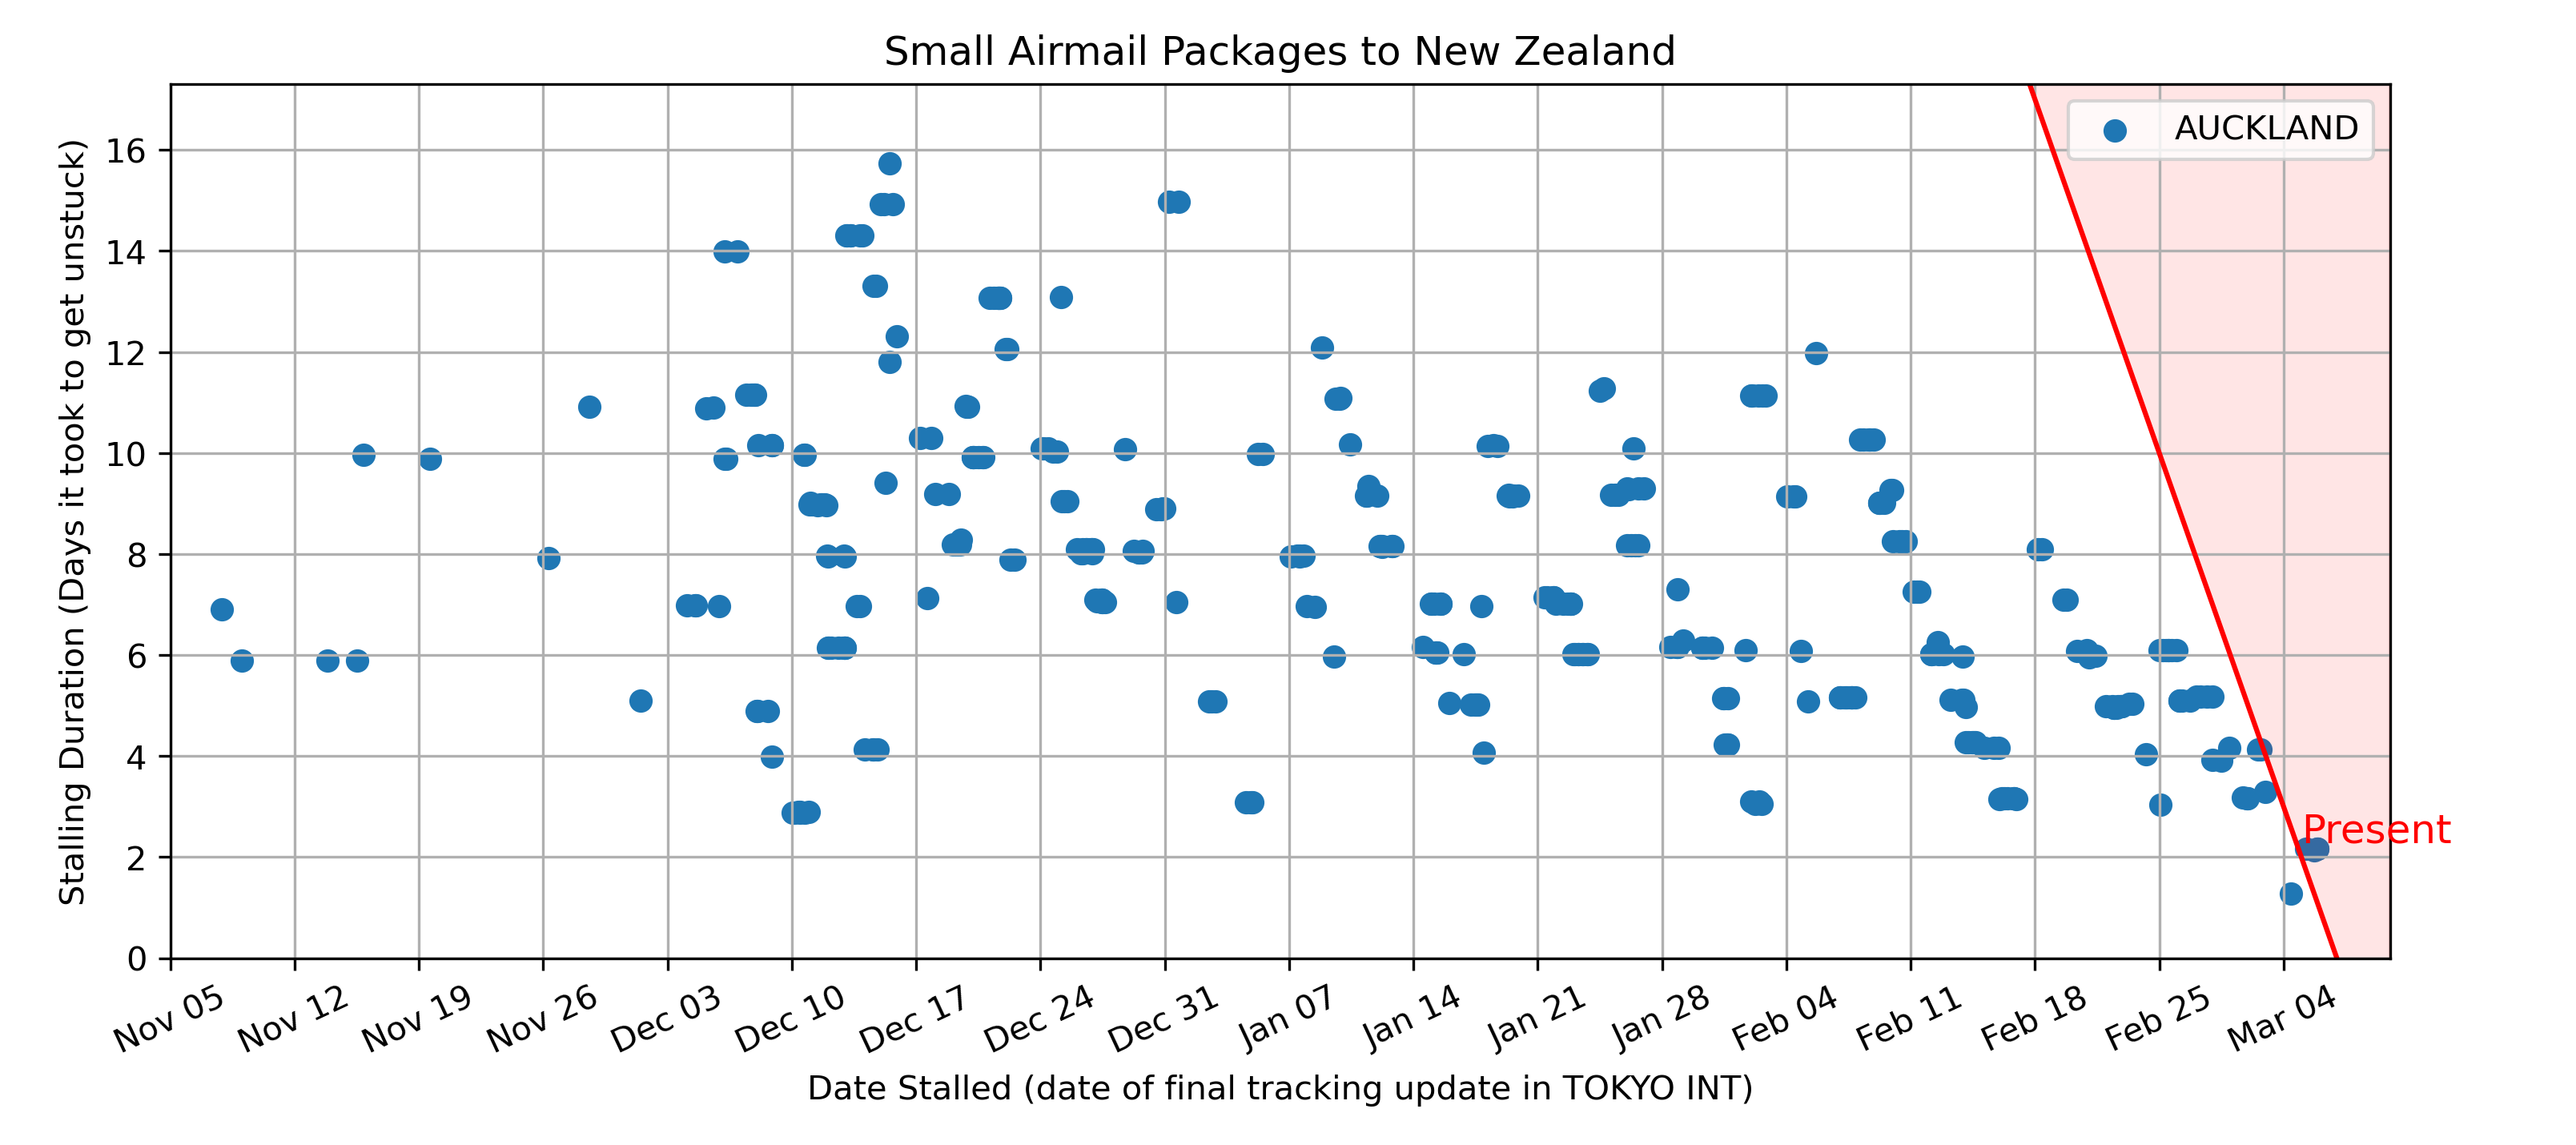 Small Airmail Packages to New Zealand
AUCKLAND
Stalling Duration (Days it took to get unstuck)
16
14
12
10
8
6
4
2
0
Present
Nov 05
Nov 12
Nov 19
Nov 26
Dec 03
Dec 10
Dec 17
Dec 24
Dec 31
Jan 07
Jan 14
Jan 21
Jan 28
Feb 04
Feb 11
Feb 18
Feb 25
Mar 04
Date Stalled (date of final tracking update in TOKYO INT)